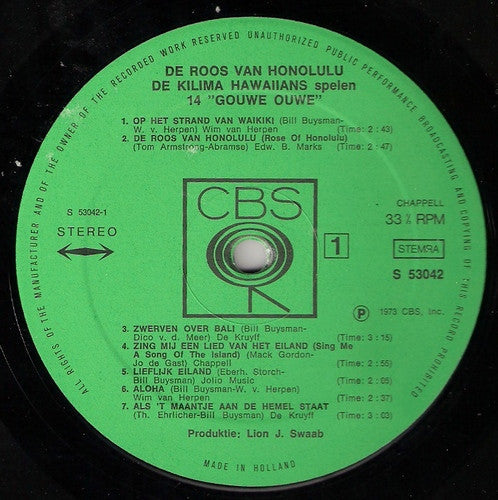 ALL RIGHTS OF THE MANUFACTURER AND OF THE OWNER OF THE RECORDED WORK RESERVED UNAUTHORIZED PUBLIC PERFORMANCE BROADCASTING AND COPYING OF THIS RECORD PROHIBITED
DE ROOS VAN HONOLULU
DE KILIMA HAWAIIANS spelen
14 "GOUWE OUWE"
1. OP HET STRAND VAN WAIKIKI (Bill Buysman-
W. v. Herpen) Wim van Herpen (Time: 2:43)
2. DE ROOS VAN HONOLULU (Rose Of Honolulu)
(Tom Armstrong-Abramse) Edw. B. Marks (Time: 2:47)
S 53042-1
STEREO
CBS
CHAPPELL
33⅓ RPM
1
STEMRA
S 53042
Ⓟ 1973 CBS, Inc.
3. ZWERVEN OVER BALI (Bill Buysman-
Dico v. d. Meer) De Kruyff (Time: 3:15)
4. ZING MIJ EEN LIED VAN HET EILAND (Sing Me
A Song Of The Island) (Mack Gordon-
Jo de Gast) Chappell (Time: 2:55)
5. LIEFLIJK EILAND (Eberh. Storch-
Bill Buysman) Jolio Music (Time: 2:05)
6. ALOHA (Bill Buysman-W. v. Herpen)
Wim van Herpen (Time: 2:37)
7. ALS 'T MAANTJE AAN DE HEMEL STAAT
(Th. Ehrlicher-Bill Buysman) De Kruyff (Time: 3:03)
Produktie: Lion J. Swaab
MADE IN HOLLAND